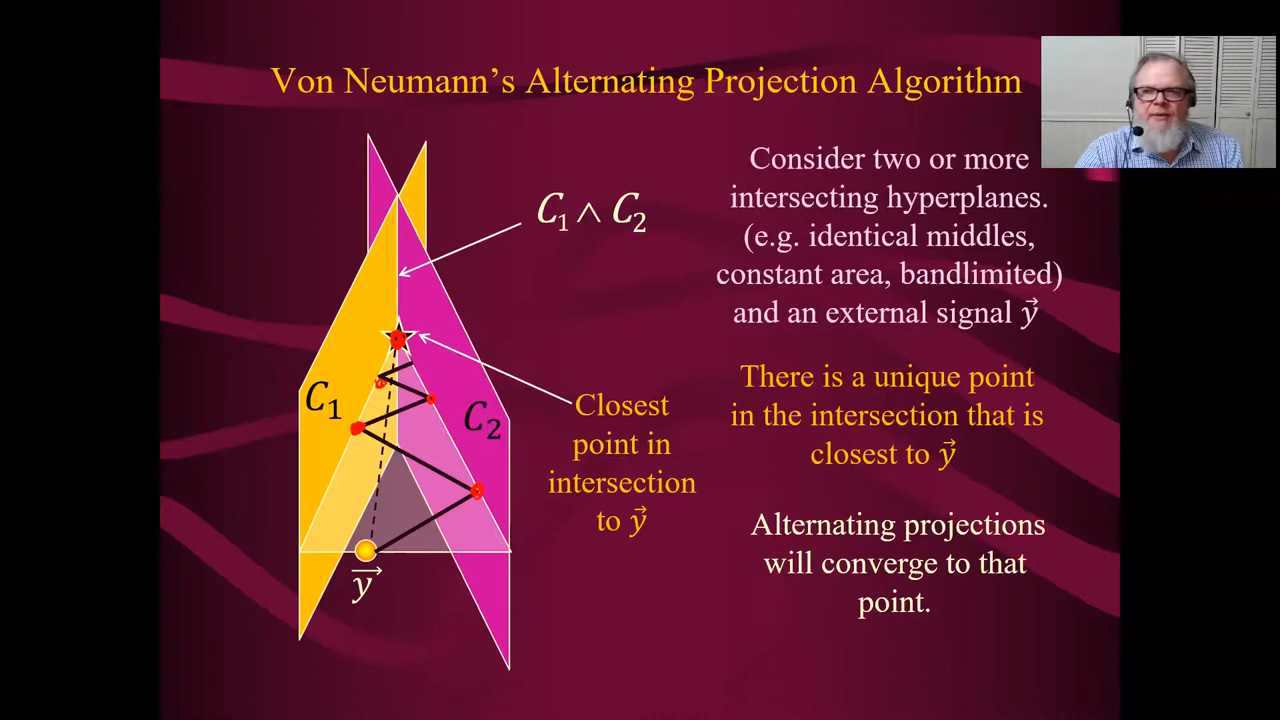 Von Neumann's Alternating Projection Algorithm
C₁ ∧ C₂
Consider two or more
intersecting hyperplanes.
(e.g. identical middles,
constant area, bandlimited)
and an external signal y⃗
There is a unique point
in the intersection that is
closest to y⃗
C₁
C₂
Closest
point in
intersection
to y⃗
Alternating projections
will converge to that
point.
y⃗